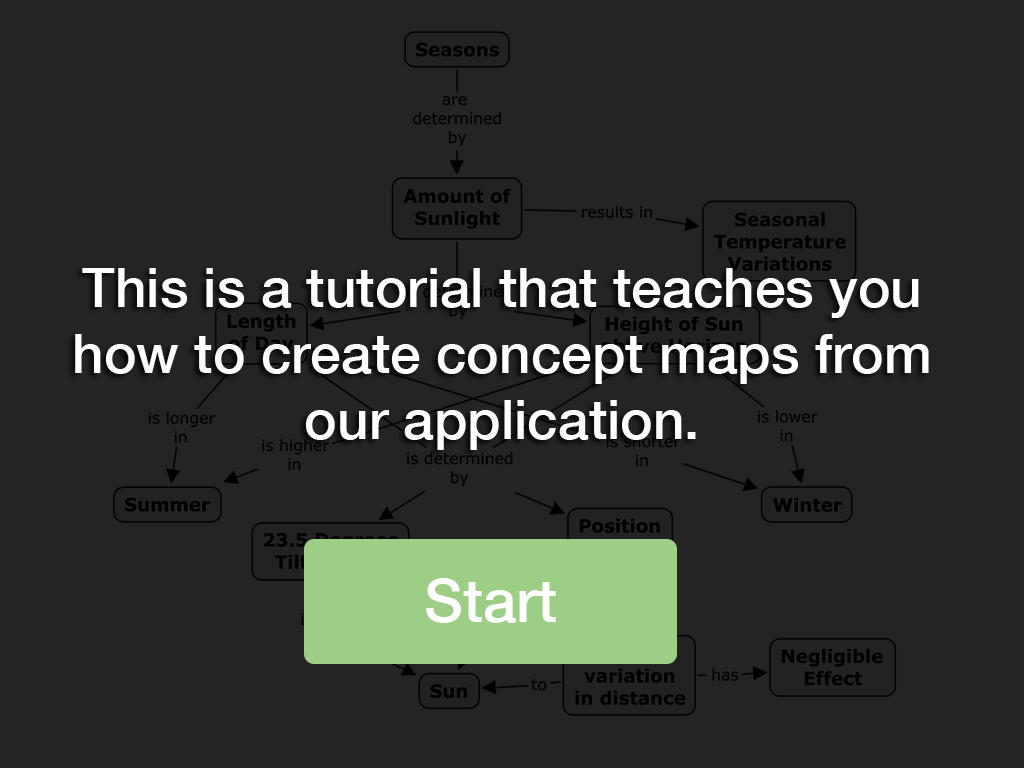 Seasons
are
determined
by
Amount of
Sunlight
results in
Seasonal
Temperature
Variations
This is a tutorial that teaches you
how to create concept maps from
our application.
by
Length
of Day
Height of Sun
is longer
in
is higher
in
is determined
by
is shorter
in
is lower
in
Summer
Winter
23.5 Degrees
Position
Start
variation
in distance
has
Negligible
Effect
Sun
to